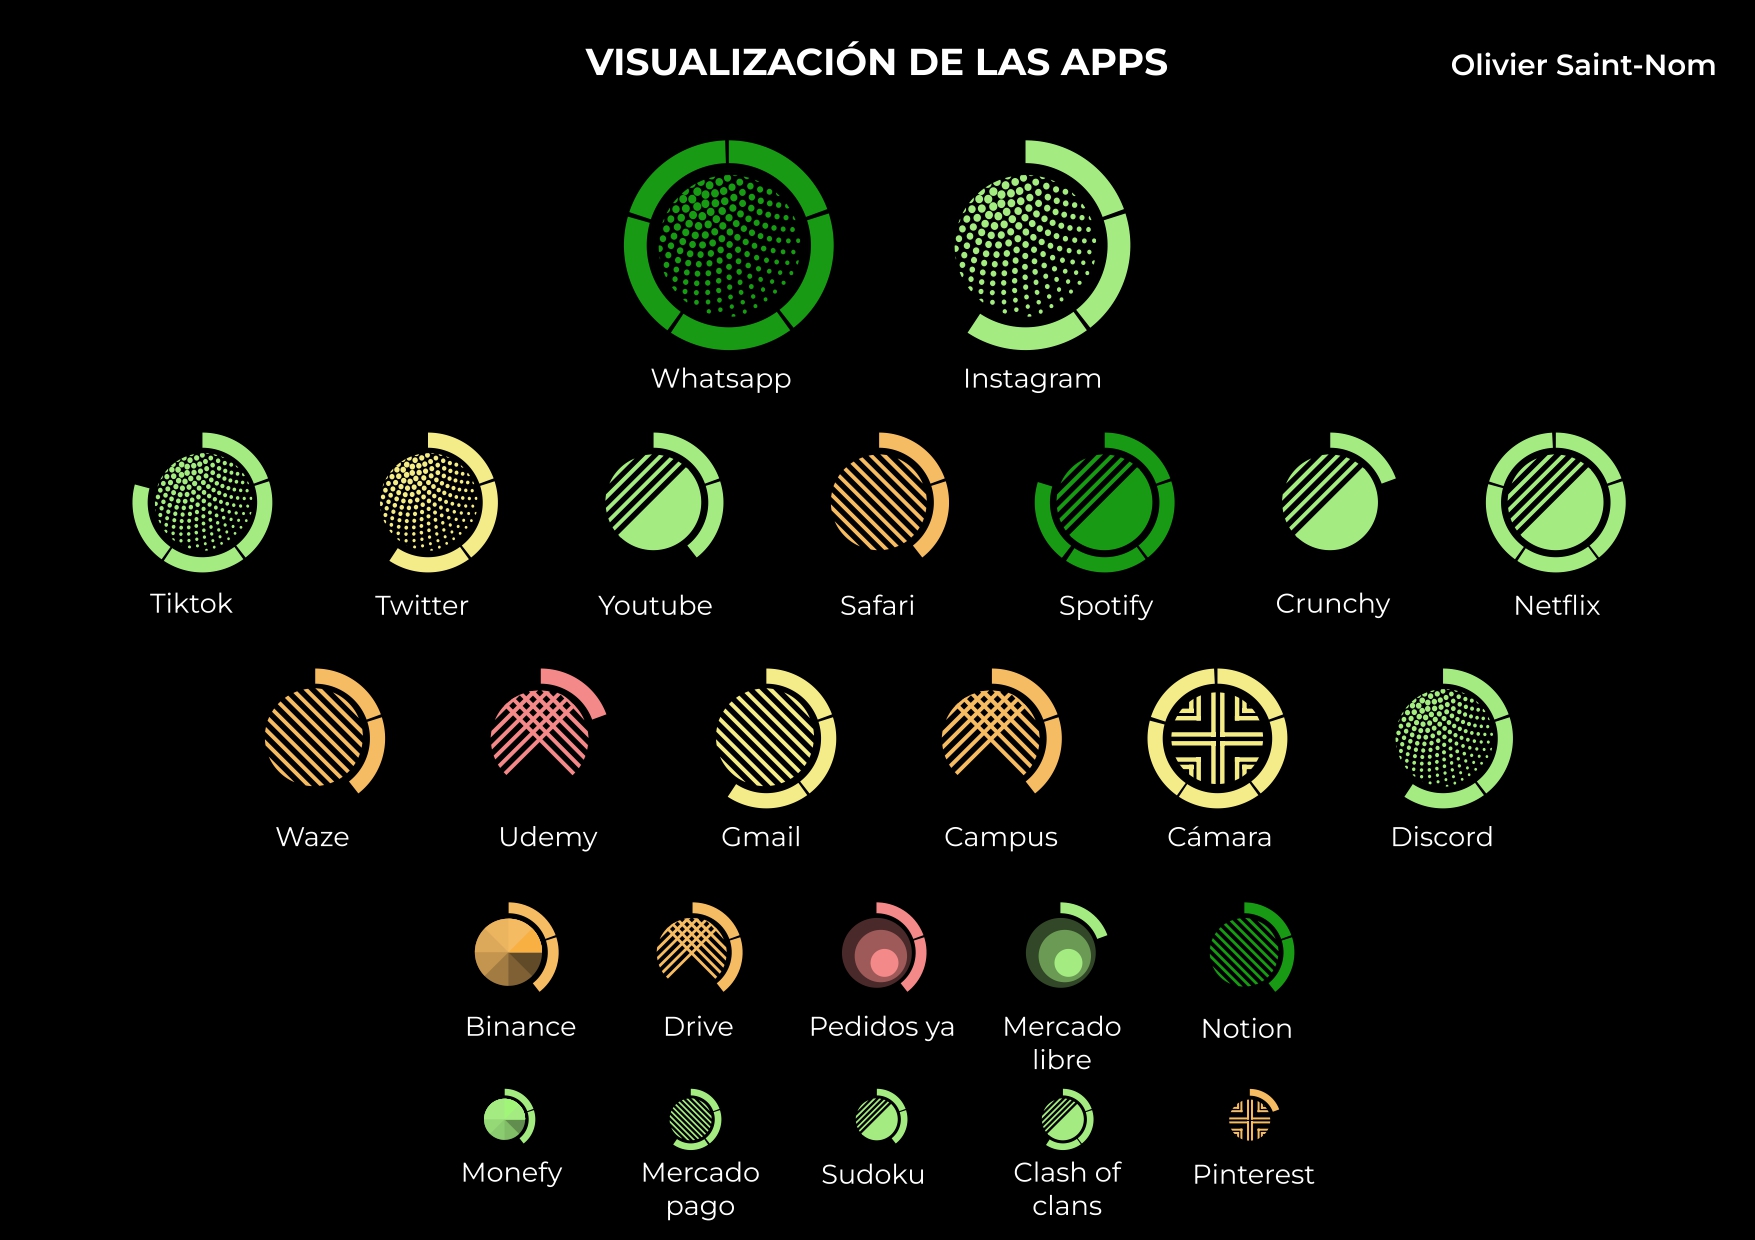 VISUALIZACIÓN DE LAS APPS
Olivier Saint-Nom
Whatsapp
Instagram
Tiktok
Twitter
Youtube
Safari
Spotify
Crunchy
Netflix
Waze
Udemy
Gmail
Campus
Cámara
Discord
Binance
Drive
Pedidos ya
Mercado
libre
Notion
Monefy
Mercado
pago
Sudoku
Clash of
clans
Pinterest